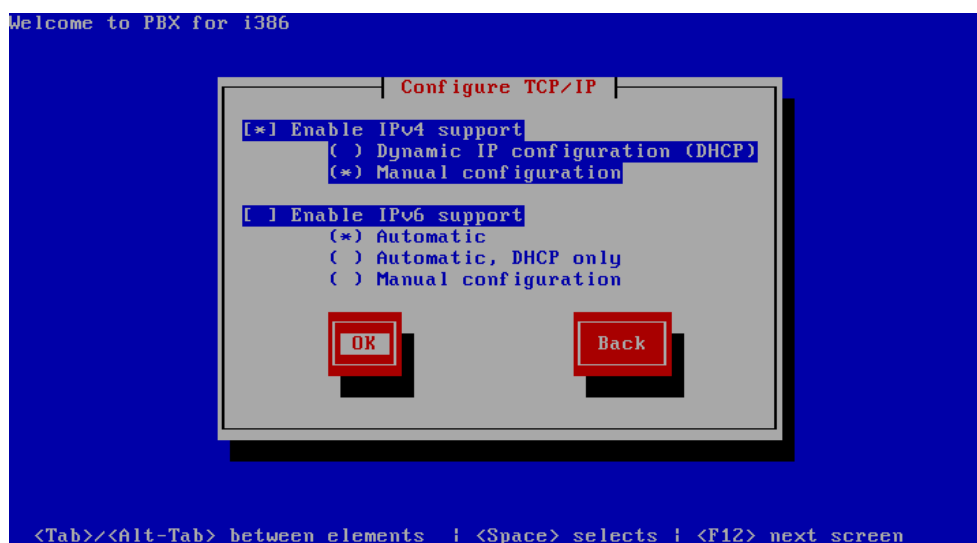 Welcome to PBX for i386
Configure TCP/IP
[*] Enable IPv4 support
( ) Dynamic IP configuration (DHCP)
(*) Manual configuration
[ ] Enable IPv6 support
(*) Automatic
( ) Automatic, DHCP only
( ) Manual configuration
OK Back
<Tab>/<Alt-Tab> between elements | <Space> selects | <F12> next screen